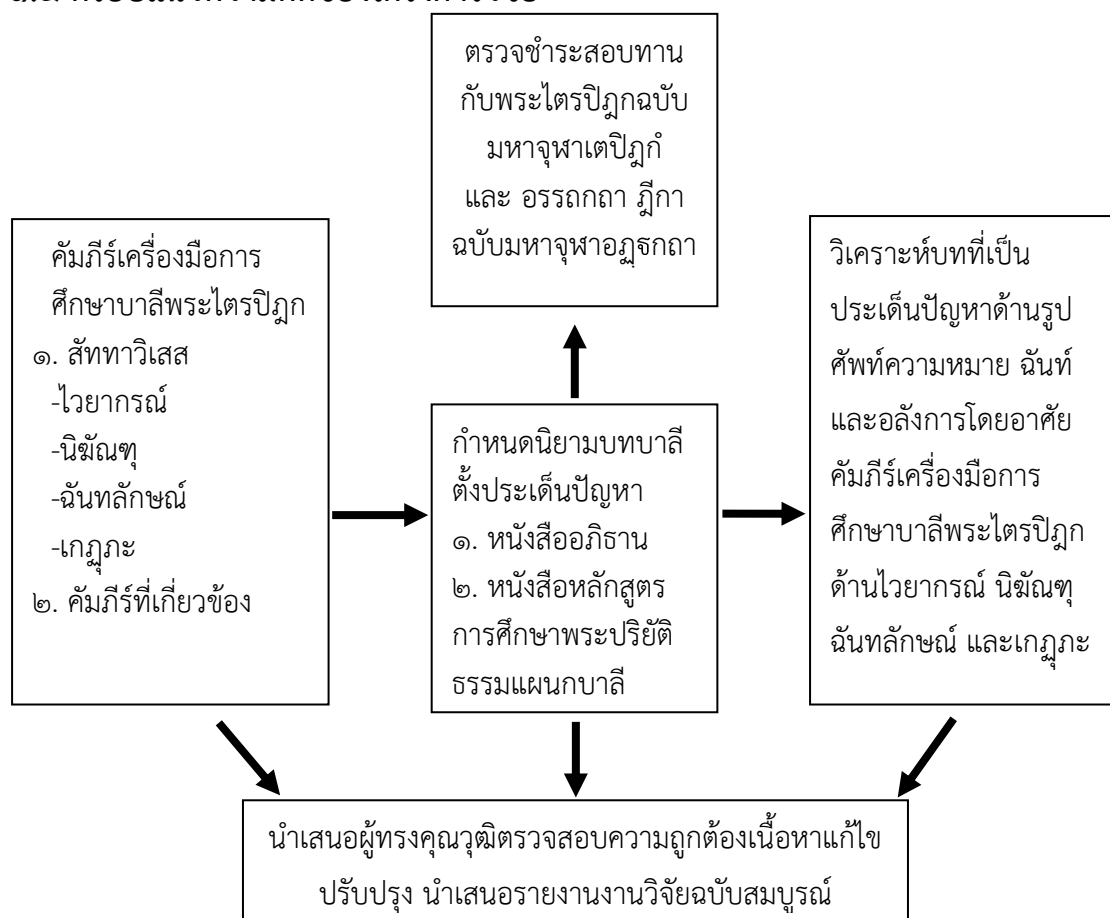 ตรวจชำระสอบทาน
กับพระไตรปิฎกฉบับ
มหาจุฬาเตปิฎกํ
และ อรรถกถา ฎีกา
ฉบับมหาจุฬาอฏฺฐกถา
คัมภีร์เครื่องมือการ
ศึกษาบาลีพระไตรปิฎก
๑. สัททาวิเสส
-ไวยากรณ์
-นิฆัณฑุ
-ฉันทลักษณ์
-เกฏุภะ
๒. คัมภีร์ที่เกี่ยวข้อง
กำหนดนิยามบทบาลี
ตั้งประเด็นปัญหา
๑. หนังสืออภิธาน
๒. หนังสือหลักสูตร
การศึกษาพระปริยัติ
ธรรมแผนกบาลี
วิเคราะห์บทที่เป็น
ประเด็นปัญหาด้านรูป
ศัพท์ความหมาย ฉันท์
และอลังการโดยอาศัย
คัมภีร์เครื่องมือการ
ศึกษาบาลีพระไตรปิฎก
ด้านไวยากรณ์ นิฆัณฑุ
ฉันทลักษณ์ และเกฏุภะ
นำเสนอผู้ทรงคุณวุฒิตรวจสอบความถูกต้องเนื้อหาแก้ไข
ปรับปรุง นำเสนอรายงานงานวิจัยฉบับสมบูรณ์